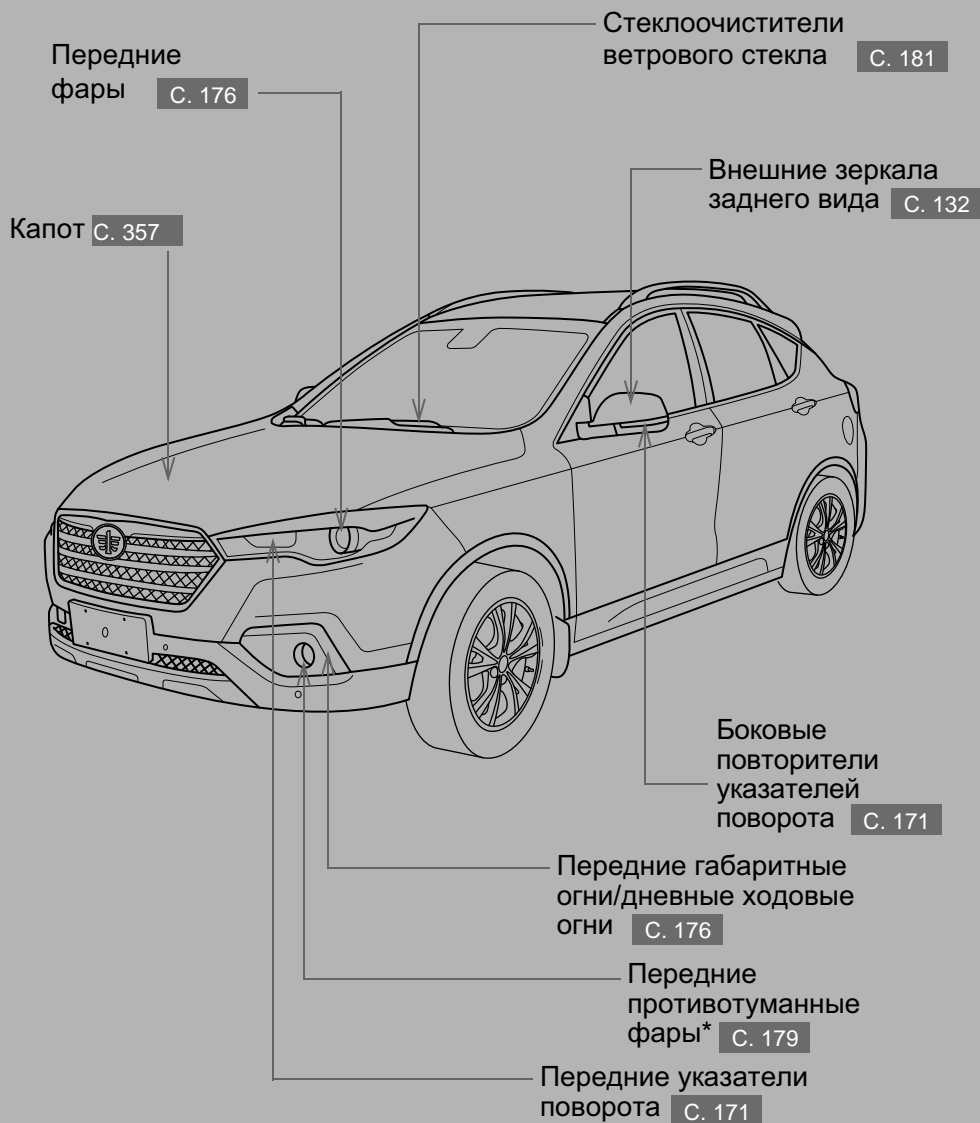 Стеклоочистители
ветрового стекла С. 181
Передние
фары С. 176
Внешние зеркала
заднего вида С. 132
Капот С. 357
Боковые
повторители
указателей
поворота С. 171
Передние габаритные
огни/дневные ходовые
огни С. 176
Передние
противотуманные
фары* С. 179
Передние указатели
поворота С. 171